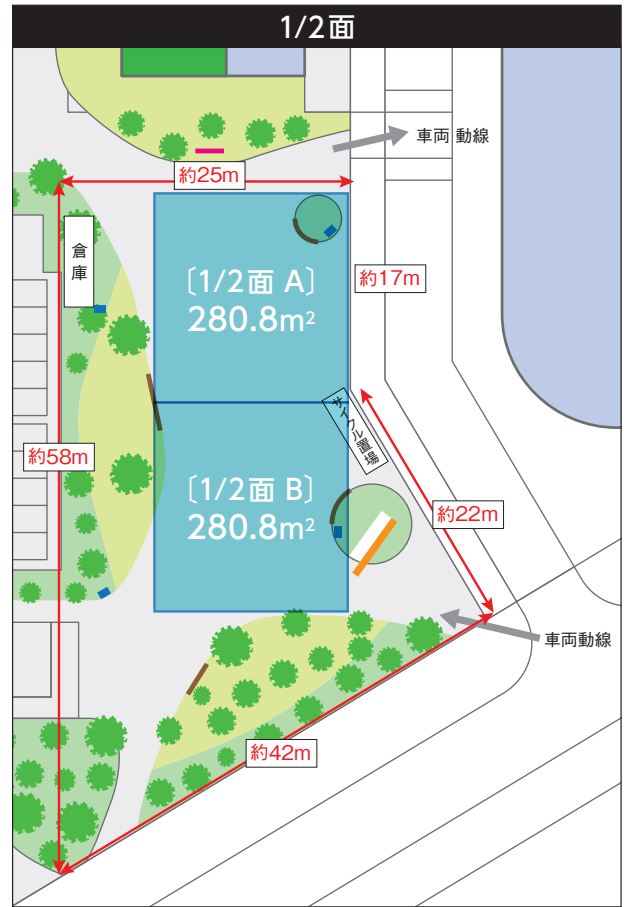 1/2面
車両動線
約25m
倉庫
〔1/2面 A〕
280.8m²
約17m
サイクル置場
約58m
〔1/2面 B〕
280.8m²
約22m
車両動線
約42m